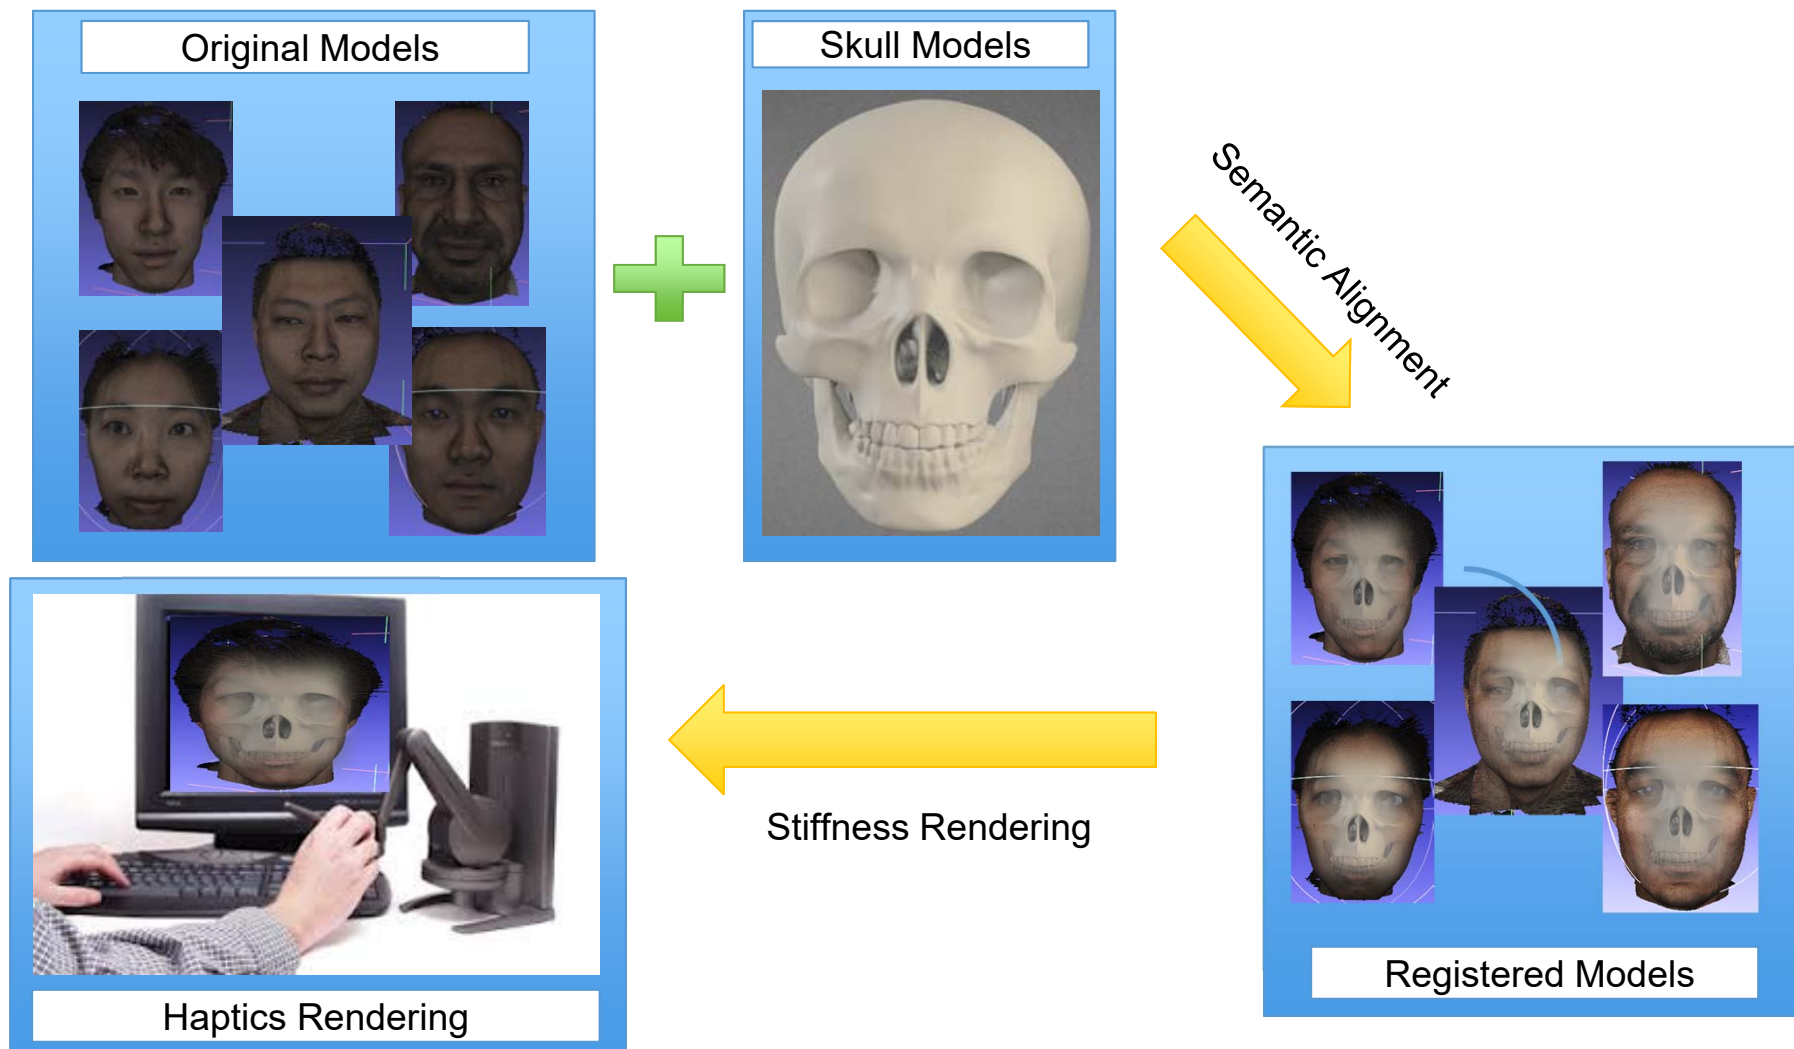 Original Models
Skull Models
Semantic Alignment
Registered Models
Stiffness Rendering
Haptics Rendering